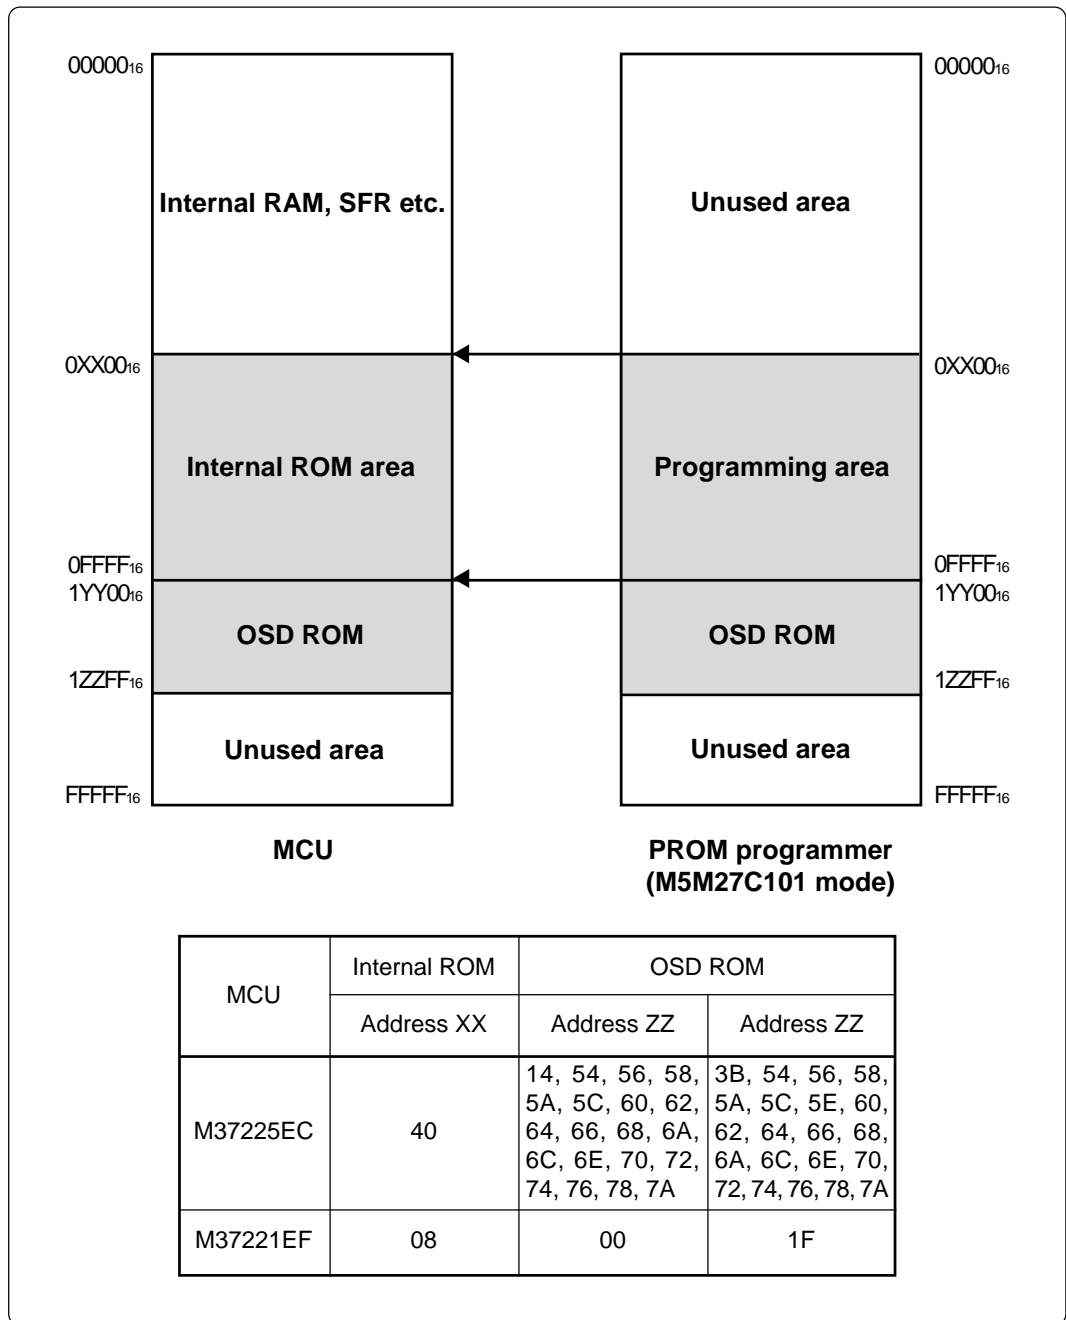 00000₁₆
00000₁₆
Internal RAM, SFR etc.
Unused area
0XX00₁₆
0XX00₁₆
Internal ROM area
Programming area
0FFFF₁₆
0FFFF₁₆
1YY00₁₆
1YY00₁₆
OSD ROM
OSD ROM
1ZZFF₁₆
1ZZFF₁₆
Unused area
Unused area
FFFFF₁₆
FFFFF₁₆
MCU
PROM programmer
(M5M27C101 mode)
MCU
Internal ROM
OSD ROM
Address XX
Address ZZ
Address ZZ
M37225EC
40
14, 54, 56, 58,
5A, 5C, 60, 62,
64, 66, 68, 6A,
6C, 6E, 70, 72,
74, 76, 78, 7A
3B, 54, 56, 58,
5A, 5C, 5E, 60,
62, 64, 66, 68,
6A, 6C, 6E, 70,
72, 74, 76, 78, 7A
M37221EF
08
00
1F